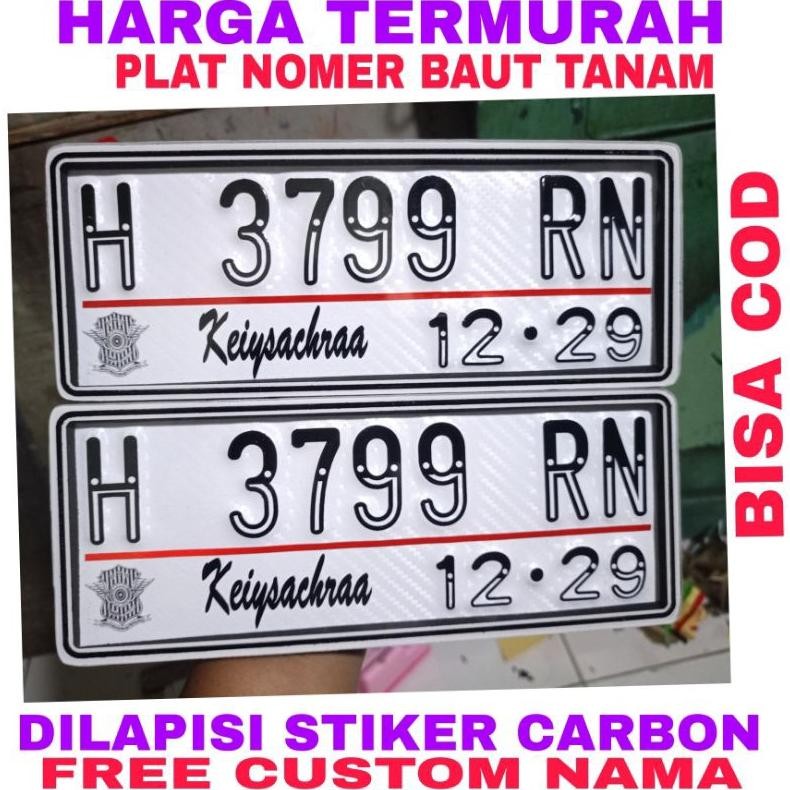 HARGA TERMURAH
PLAT NOMER BAUT TANAM
H 3799 RN
Keiysachraa 12·29
H 3799 RN
Keiysachraa 12·29
BISA COD
DILAPISI STIKER CARBON
FREE CUSTOM NAMA